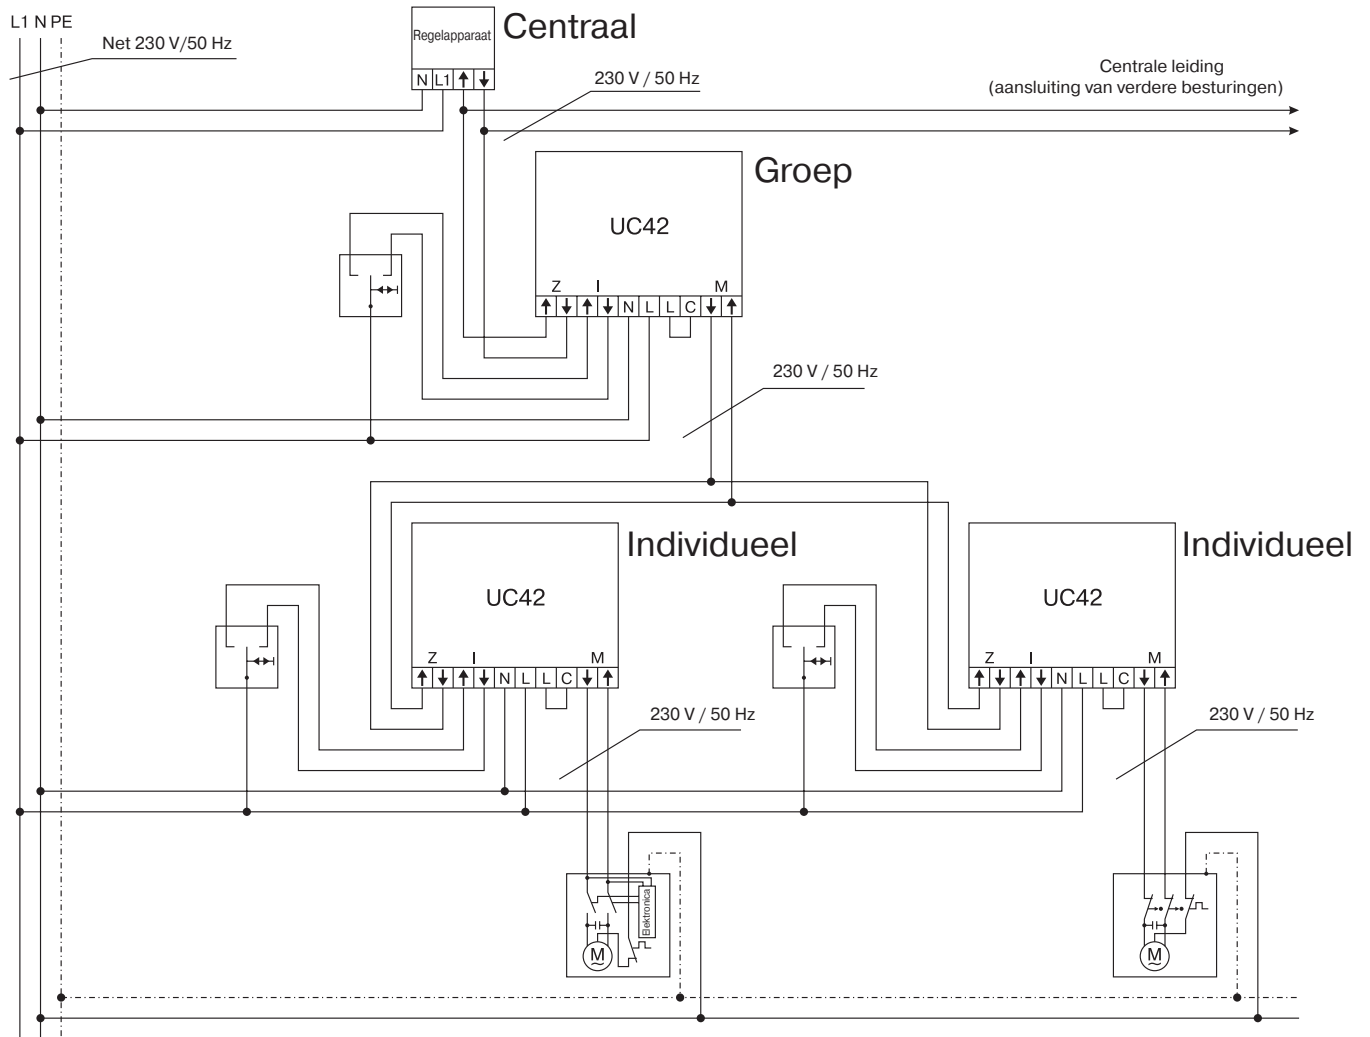 L1 N PE
Net 230 V/50 Hz
Regelapparaat
Centraal
N L1 ↑ ↓
230 V / 50 Hz
Centrale leiding
(aansluiting van verdere besturingen)
Groep
UC42
Z I M
↑ ↓ ↑ ↓ N L L C ↓ ↑
230 V / 50 Hz
Individueel
UC42
Z I M
↑ ↓ ↑ ↓ N L L C ↓ ↑
230 V / 50 Hz
Elektronica
M
Individueel
UC42
Z I M
↑ ↓ ↑ ↓ N L L C ↓ ↑
230 V / 50 Hz
M